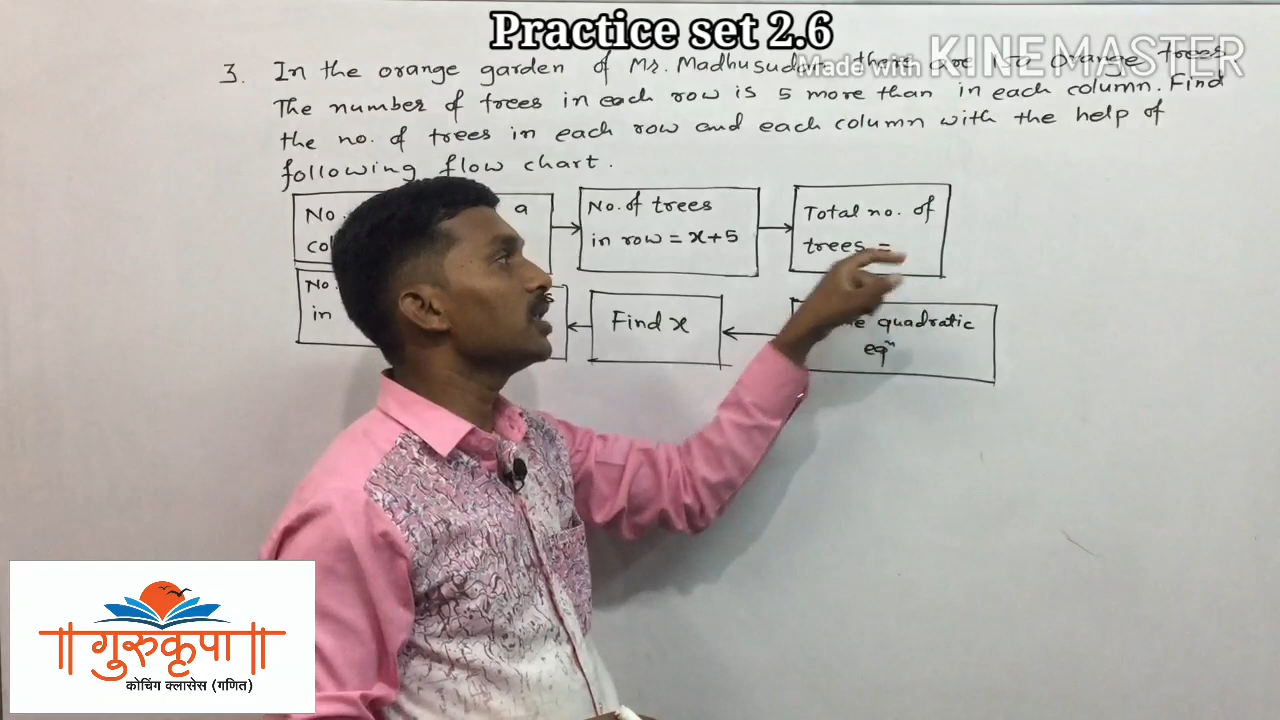 Practice set 2.6
Made with KINEMASTER
3. In the orange garden of Mr. Madhusudan there are orange trees
The number of trees in each row is 5 more than in each column. Find
the no. of trees in each row and each column with the help of
following flow chart.
No. a
No. of trees
in row = x+5
Total no. of
trees =
No.
in
Find x
quadratic
eqⁿ
|| गुरुकृपा ||
कोचिंग क्लासेस (गणित)